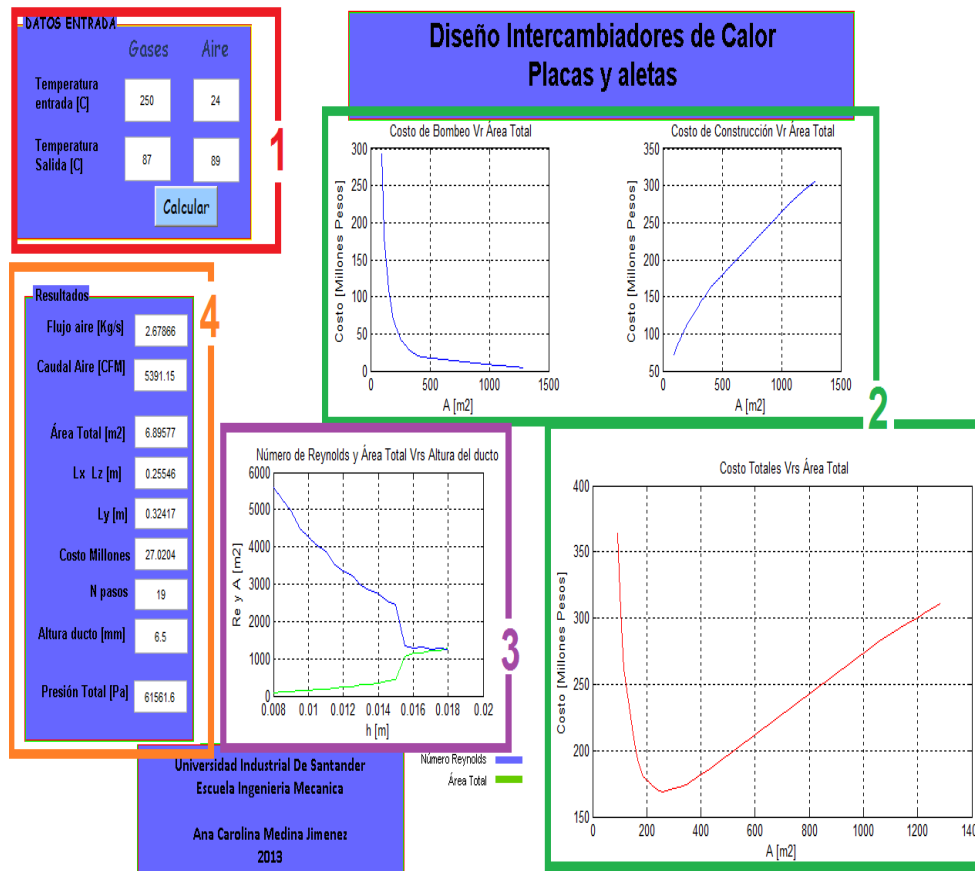 DATOS ENTRADA
Gases Aire
Temperatura
entrada [C]
250 24
Temperatura
Salida [C]
87 89
Calcular
1
Diseño Intercambiadores de Calor
Placas y aletas
Costo de Bombeo Vr Área Total
Costo [Millones Pesos]
300
250
200
150
100
50
0
0 500 1000 1500
A [m2]
Costo de Construcción Vr Área Total
Costo [Millones Pesos]
350
300
250
200
150
100
50
0 500 1000 1500
A [m2]
2
Resultados
Flujo aire [Kg/s] 2.67866
Caudal Aire [CFM] 5391.15
Área Total [m2] 6.89577
Lx Lz [m] 0.25546
Ly [m] 0.32417
Costo Millones 27.0204
N pasos 19
Altura ducto [mm] 6.5
Presión Total [Pa] 61561.6
4
Número de Reynolds y Área Total Vrs Altura del ducto
Re y A [m2]
6000
5000
4000
3000
2000
1000
0
0.008 0.01 0.012 0.014 0.016 0.018 0.02
h [m]
3
Número Reynolds
Área Total
Costo Totales Vrs Área Total
Costo [Millones Pesos]
400
350
300
250
200
150
0 200 400 600 800 1000 1200 1400
A [m2]
Universidad Industrial De Santander
Escuela Ingenieria Mecanica
Ana Carolina Medina Jimenez
2013